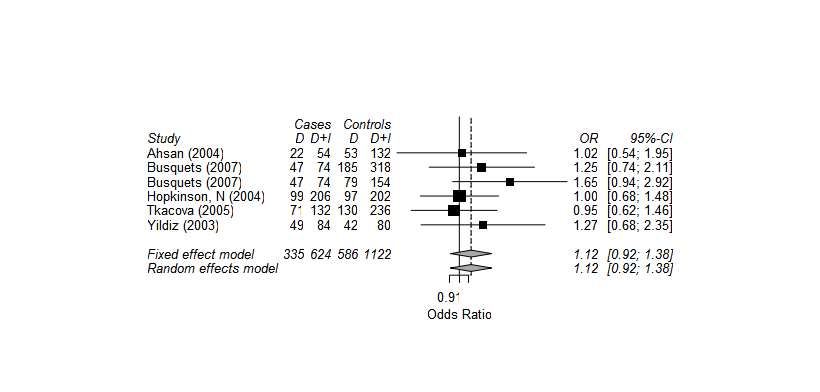 Cases Controls
Study D D+I D D+I OR 95%-CI
Ahsan (2004) 22 54 53 132 1.02 [0.54; 1.95]
Busquets (2007) 47 74 185 318 1.25 [0.74; 2.11]
Busquets (2007) 47 74 79 154 1.65 [0.94; 2.92]
Hopkinson, N (2004) 99 206 97 202 1.00 [0.68; 1.48]
Tkacova (2005) 71 132 130 236 0.95 [0.62; 1.46]
Yildiz (2003) 49 84 42 80 1.27 [0.68; 2.35]
Fixed effect model 335 624 586 1122 1.12 [0.92; 1.38]
Random effects model 1.12 [0.92; 1.38]
0.91
Odds Ratio